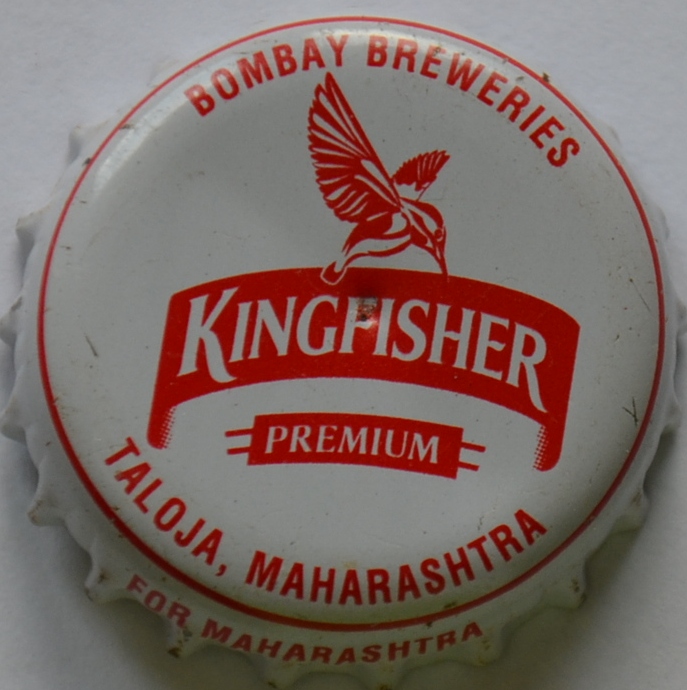 BOMBAY BREWERIES
KINGFISHER
PREMIUM
TALOJA, MAHARASHTRA
FOR MAHARASHTRA